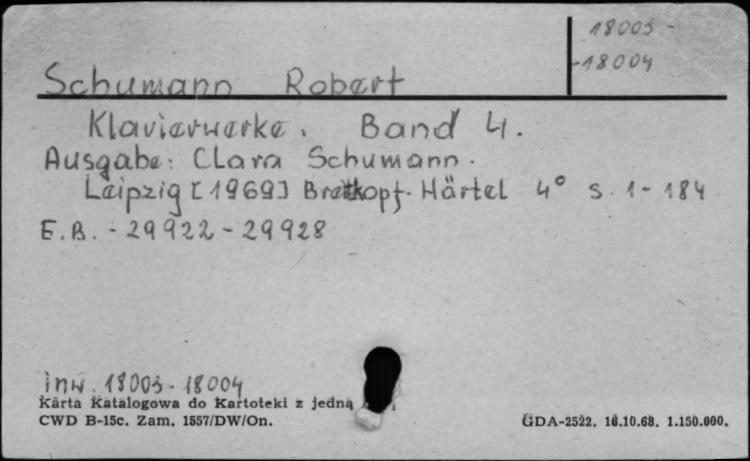 18003 -
-18004
Schumann Robert
Klavierwerke. Band 4.
Ausgabe: Clara Schumann.
Leipzig [1969] Breitkopf-Härtel 4° S. 1-184
E.B. - 29922 - 29928
inw. 18003-18004
Karta Katalogowa do Kartoteki z jedną
CWD B-15c. Zam. 1557/DW/On.
GDA-2522. 16.10.68. 1.150.000.